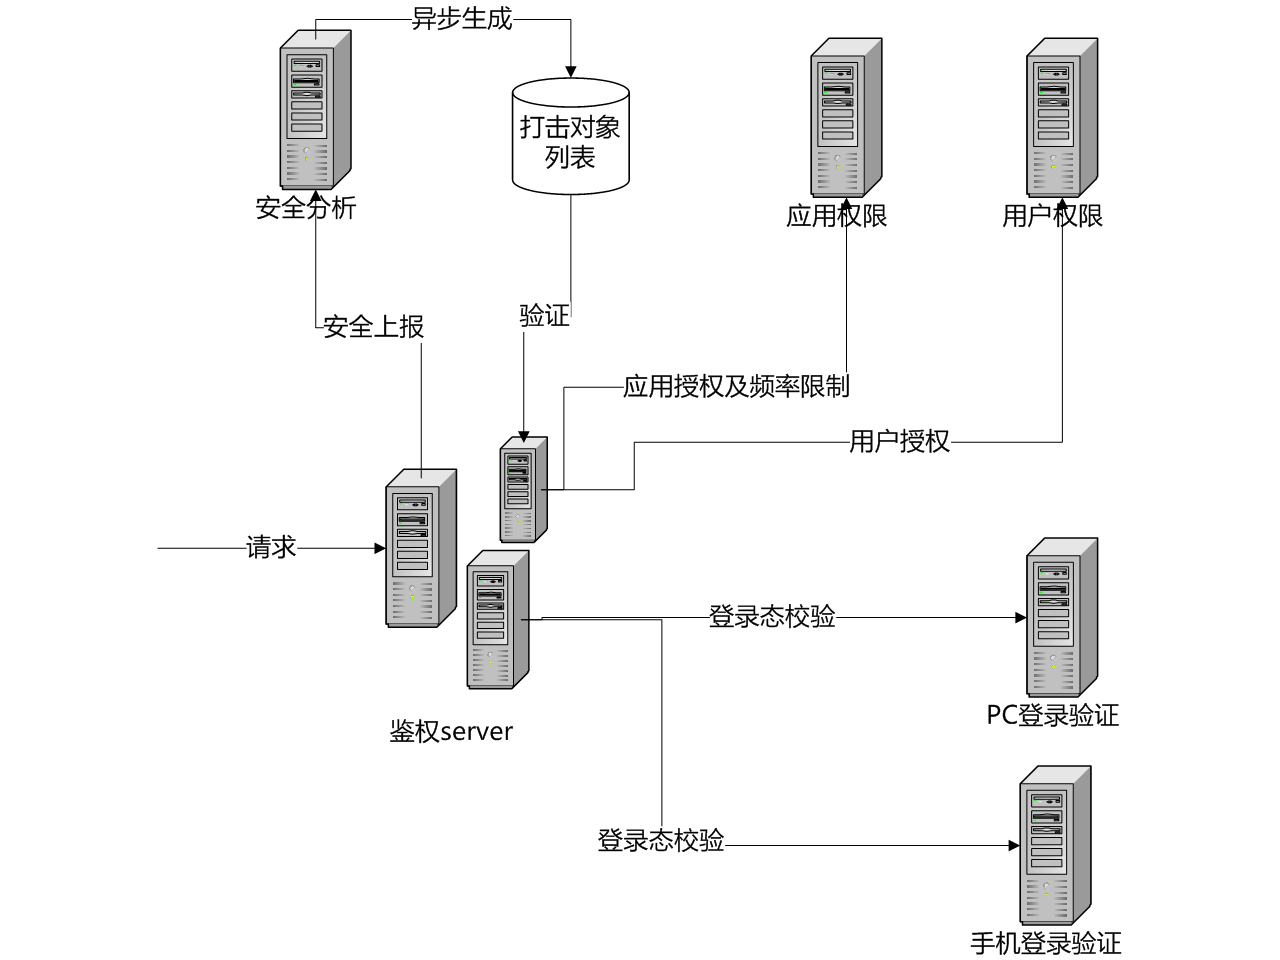 异步生成
打击对象
列表
安全分析
应用权限
用户权限
验证
安全上报
应用授权及频率限制
用户授权
请求
登录态校验
PC登录验证
鉴权server
登录态校验
手机登录验证